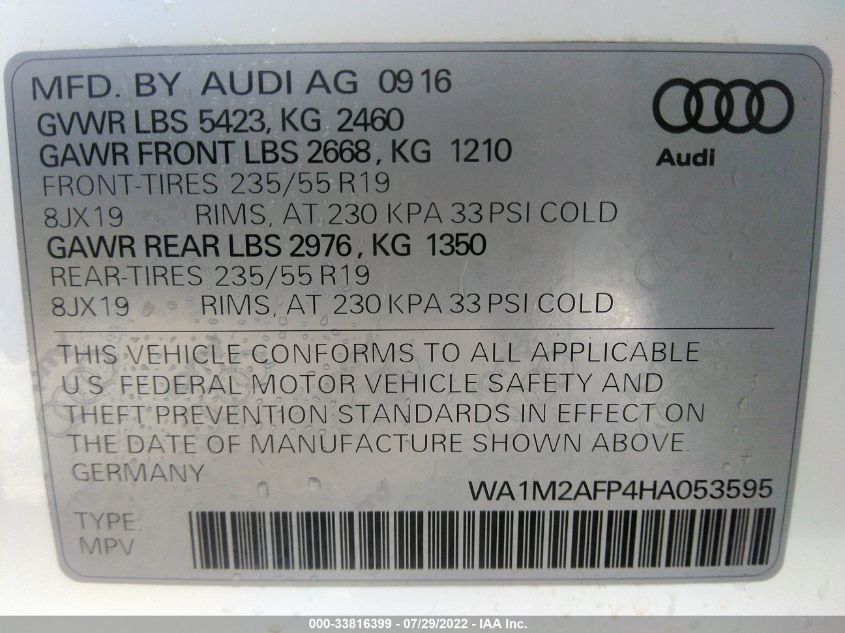 MFD. BY AUDI AG 0916
GVWR LBS 5423, KG 2460
GAWR FRONT LBS 2668, KG 1210
FRONT-TIRES 235/55 R19
8JX19 RIMS, AT 230 KPA 33 PSI COLD
GAWR REAR LBS 2976, KG 1350
REAR-TIRES 235/55 R19
8JX19 RIMS, AT 230 KPA 33 PSI COLD
Audi
THIS VEHICLE CONFORMS TO ALL APPLICABLE
U.S. FEDERAL MOTOR VEHICLE SAFETY AND
THEFT PREVENTION STANDARDS IN EFFECT ON
THE DATE OF MANUFACTURE SHOWN ABOVE.
GERMANY
WA1M2AFP4HA053595
TYPE:
MPV
000-33816399 - 07/29/2022 - IAA Inc.